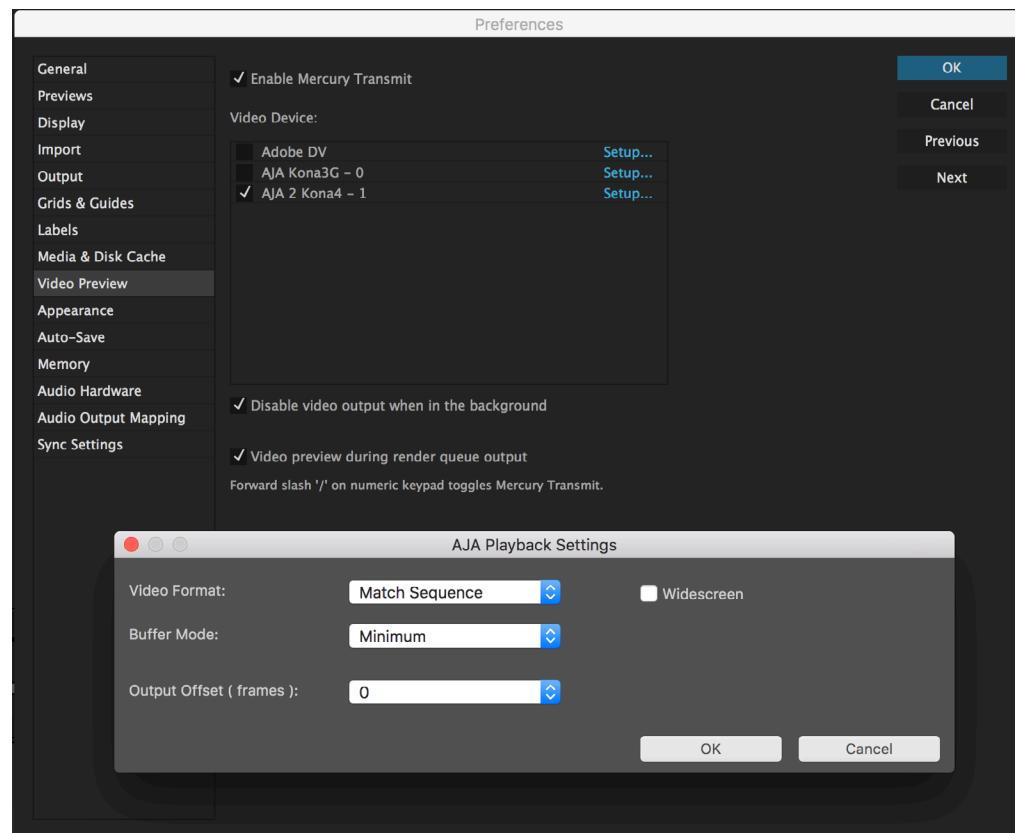 Preferences
General
Previews
Display
Import
Output
Grids & Guides
Labels
Media & Disk Cache
Video Preview
Appearance
Auto-Save
Memory
Audio Hardware
Audio Output Mapping
Sync Settings
Enable Mercury Transmit
Video Device:
Adobe DV Setup...
AJA Kona3G - 0 Setup...
AJA 2 Kona4 - 1 Setup...
Disable video output when in the background
Video preview during render queue output
Forward slash '/' on numeric keypad toggles Mercury Transmit.
OK
Cancel
Previous
Next
AJA Playback Settings
Video Format: Match Sequence Widescreen
Buffer Mode: Minimum
Output Offset ( frames ): 0
OK Cancel